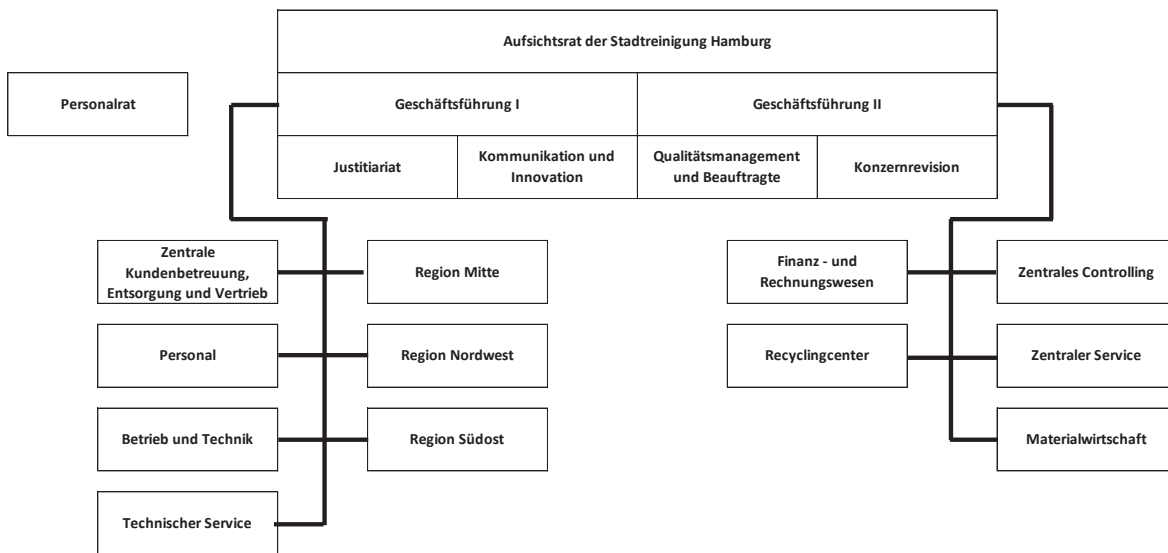 Aufsichtsrat der Stadtreinigung Hamburg
Personalrat
Geschäftsführung I
Geschäftsführung II
Justitiariat
Kommunikation und
Innovation
Qualitätsmanagement
und Beauftragte
Konzernrevision
Zentrale
Kundenbetreuung,
Entsorgung und Vertrieb
Region Mitte
Finanz - und
Rechnungswesen
Zentrales Controlling
Personal
Region Nordwest
Recyclingcenter
Zentraler Service
Betrieb und Technik
Region Südost
Materialwirtschaft
Technischer Service